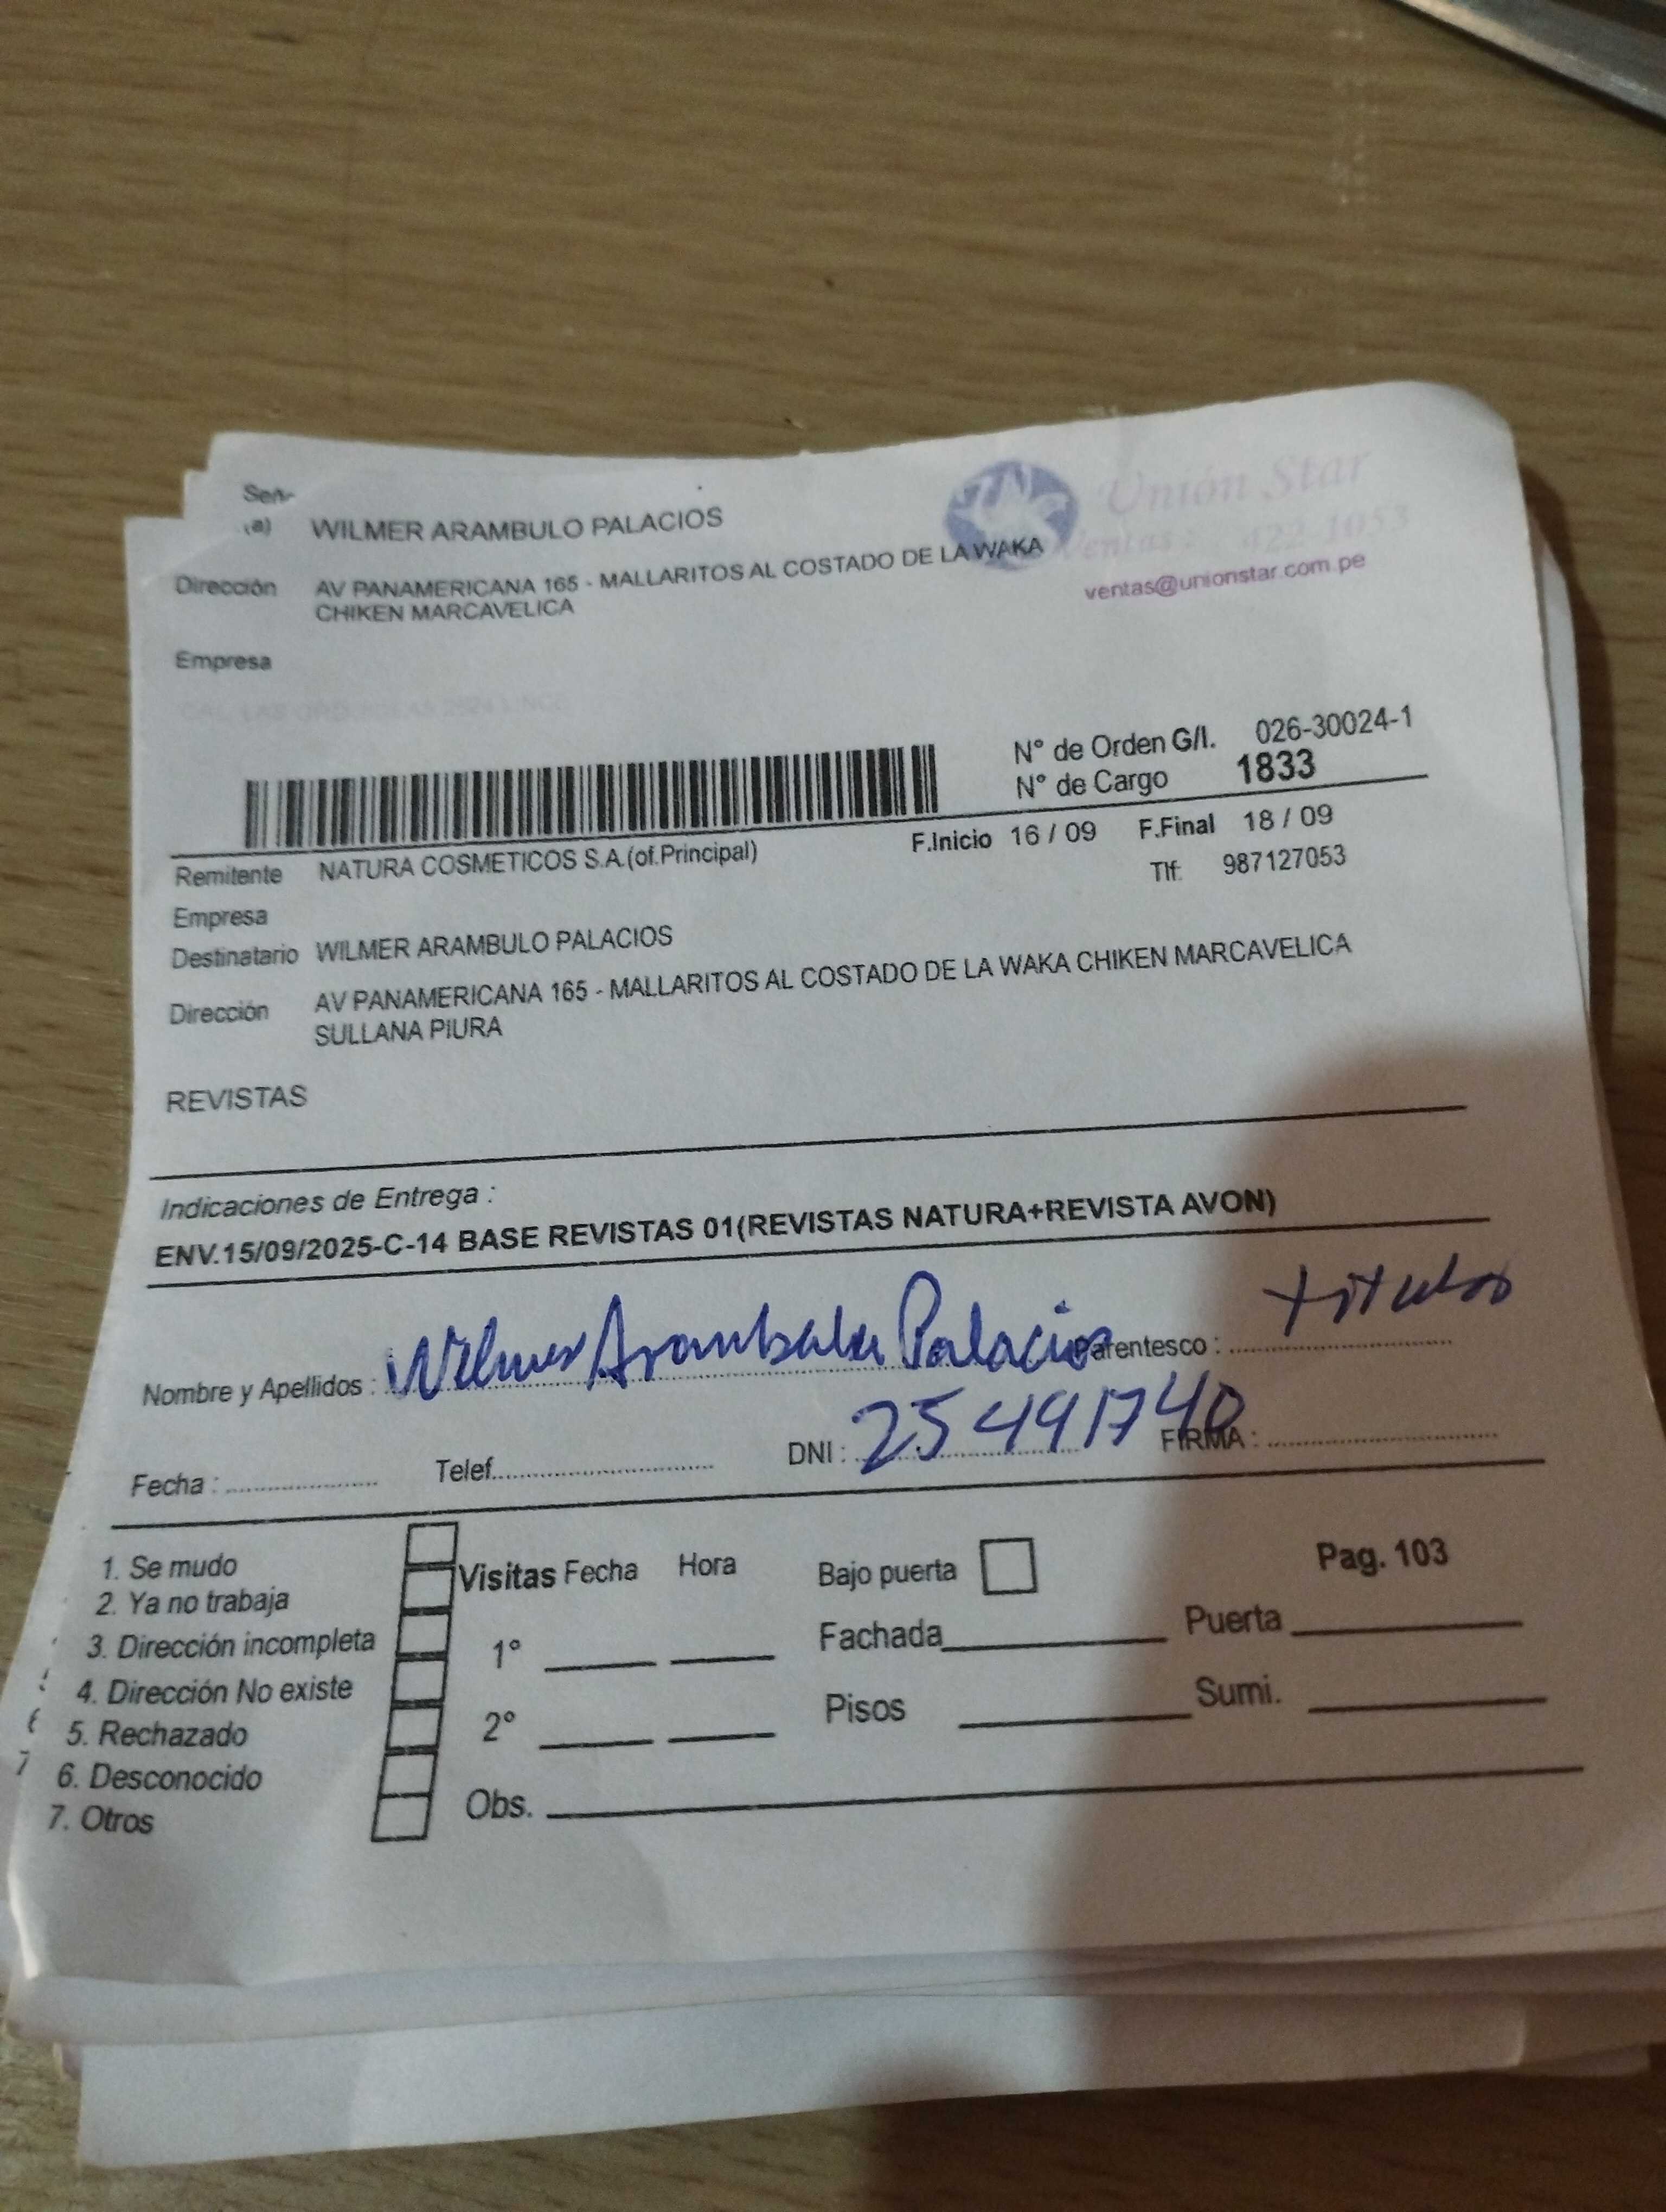 Señ
(a) WILMER ARAMBULO PALACIOS
Unión Star
Ventas: 422-1053
ventas@unionstar.com.pe
Dirección AV PANAMERICANA 165 - MALLARITOS AL COSTADO DE LA WAKA
CHIKEN MARCAVELICA
Empresa
N° de Orden G/I. 026-30024-1
N° de Cargo 1833
F.Inicio 16 / 09 F.Final 18 / 09
Remitente NATURA COSMETICOS S.A.(of.Principal)
Tlf: 987127053
Empresa
Destinatario WILMER ARAMBULO PALACIOS
Dirección AV PANAMERICANA 165 - MALLARITOS AL COSTADO DE LA WAKA CHIKEN MARCAVELICA
SULLANA PIURA
REVISTAS
Indicaciones de Entrega :
ENV.15/09/2025-C-14 BASE REVISTAS 01(REVISTAS NATURA+REVISTA AVON)
Nombre y Apellidos : Wilmer Arambulu Palacios Parentesco : titular
Fecha : Telef. DNI : 25491740 FIRMA :
1. Se mudo
2. Ya no trabaja
3. Dirección incompleta
4. Dirección No existe
5. Rechazado
6. Desconocido
7. Otros
Visitas Fecha Hora
1°
2°
Obs.
Bajo puerta
Pag. 103
Fachada Puerta
Pisos Sumi.